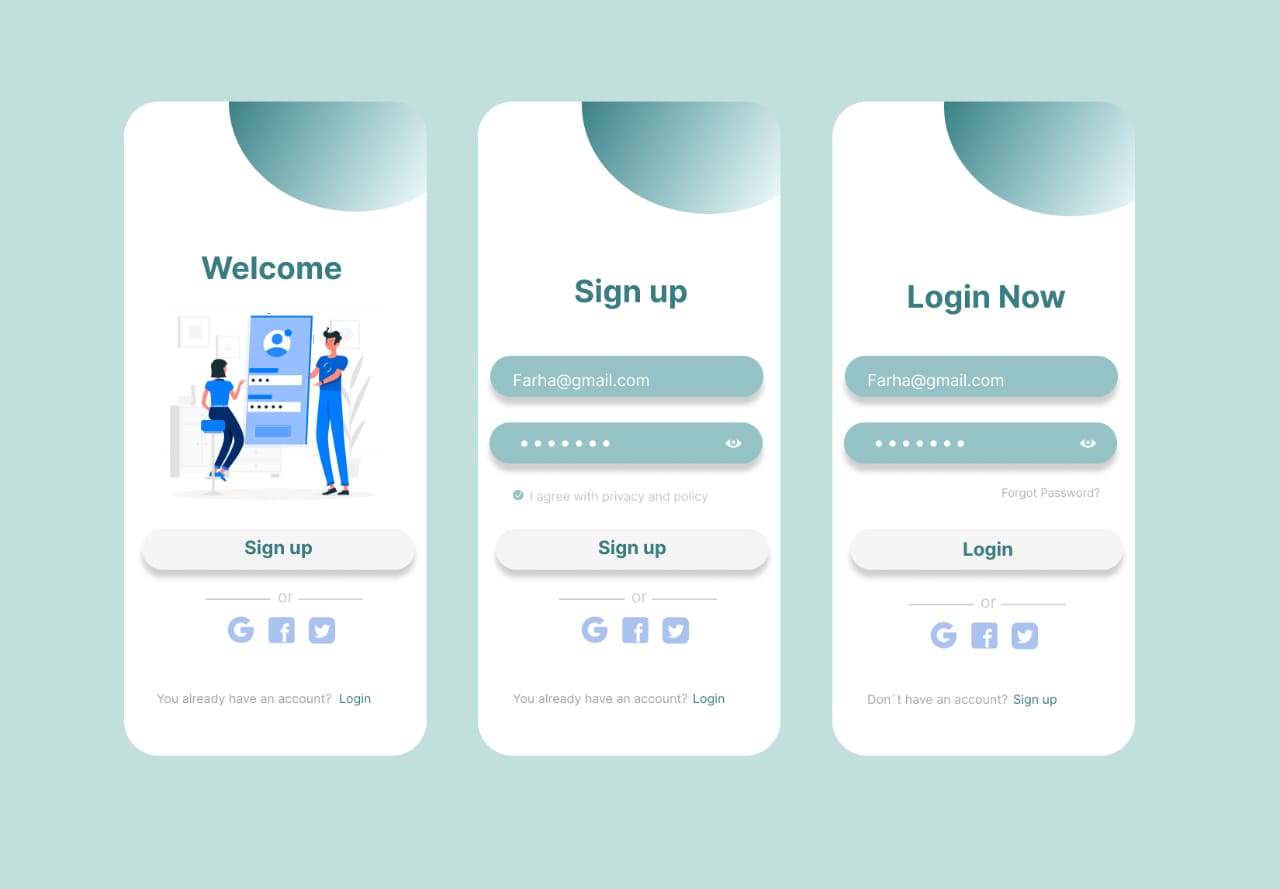 Welcome
Sign up
or
You already have an account? Login
Sign up
Farha@gmail.com
I agree with privacy and policy
Sign up
or
You already have an account? Login
Login Now
Farha@gmail.com
Forgot Password?
Login
or
Don´t have an account? Sign up